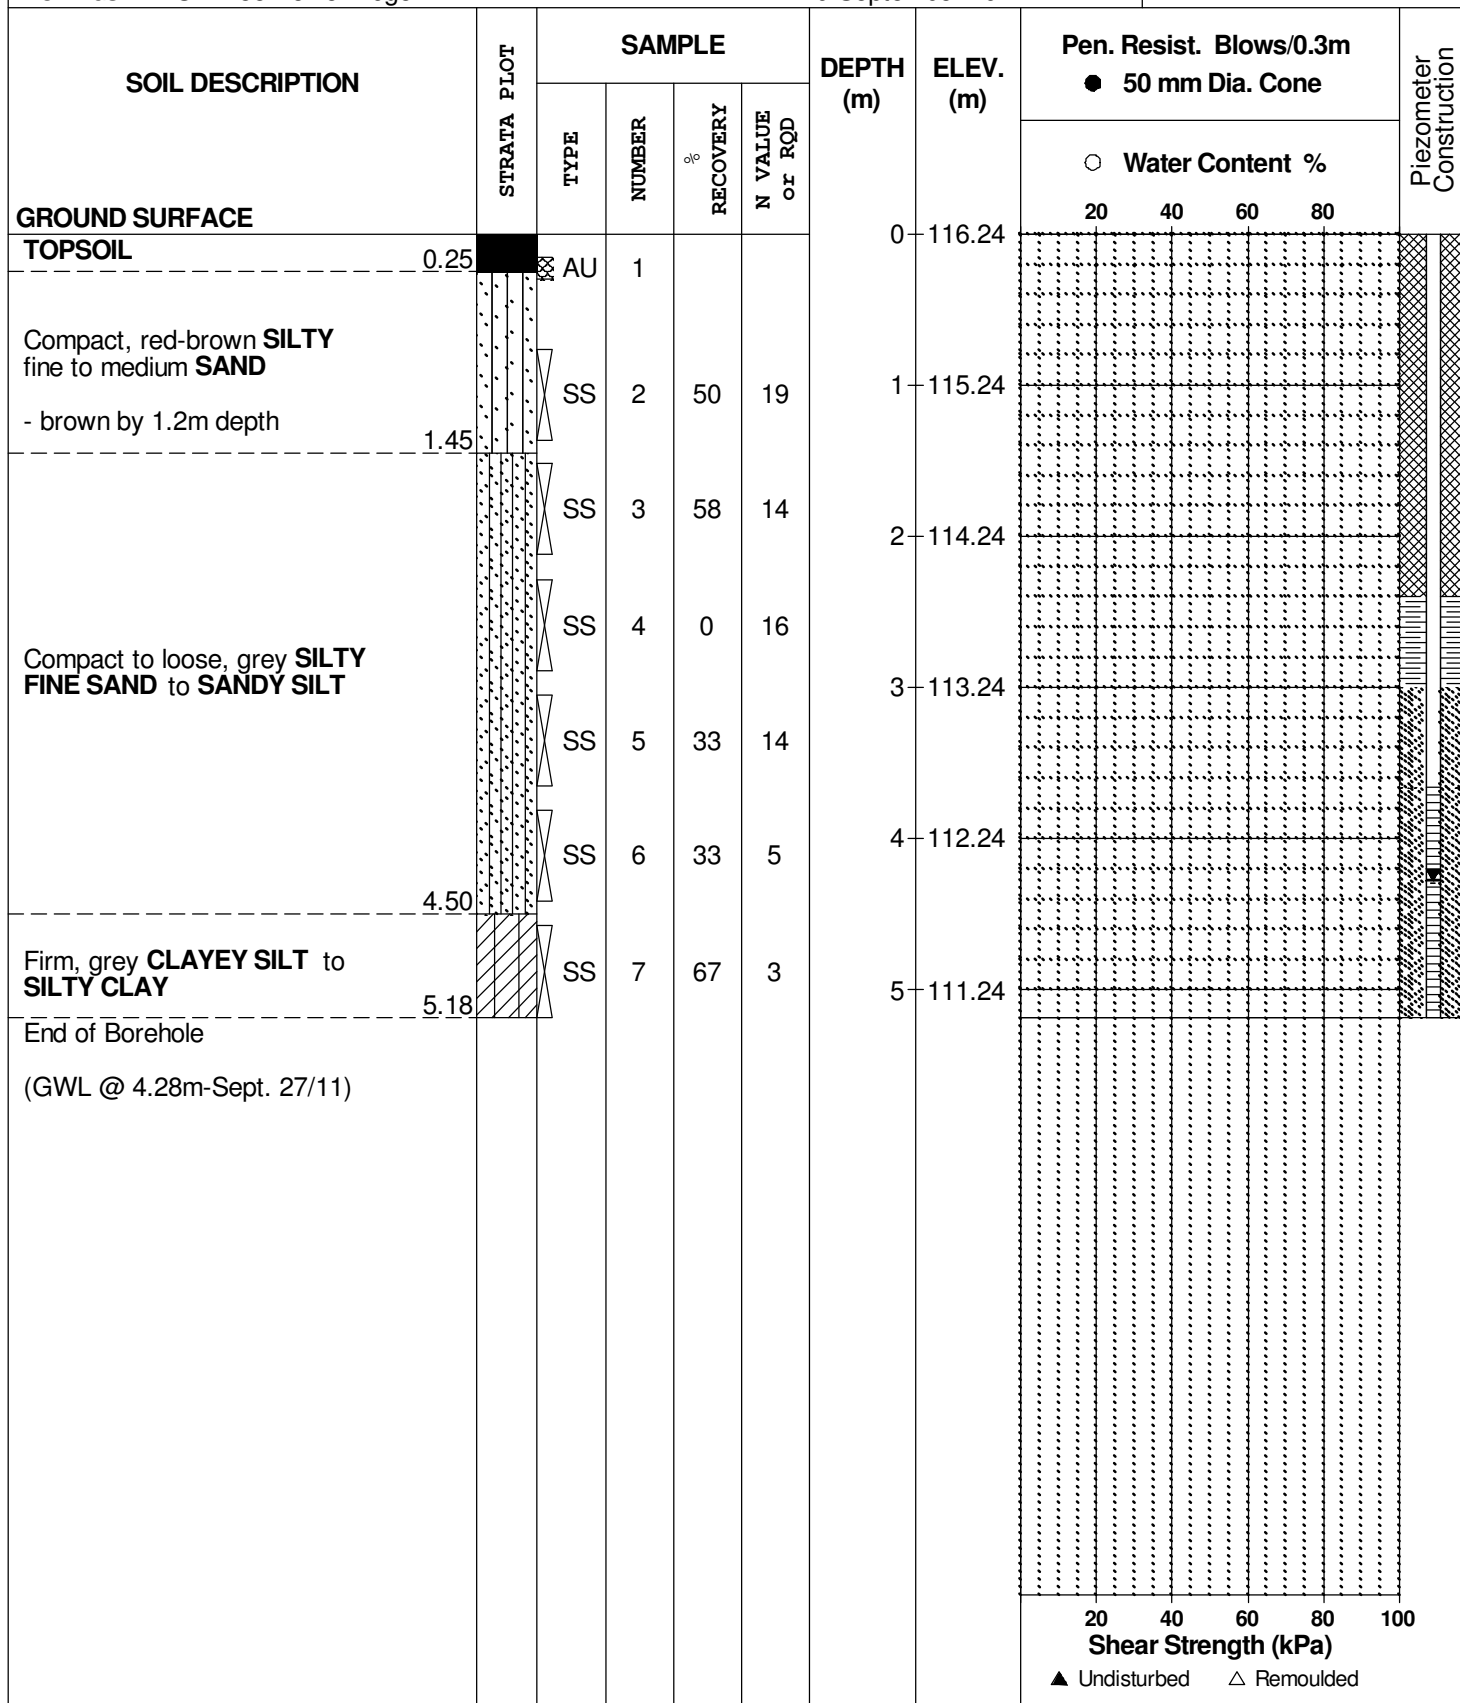 SOIL DESCRIPTION
GROUND SURFACE
STRATA PLOT
SAMPLE
TYPE
NUMBER
% RECOVERY
N VALUE or RQD
DEPTH (m)
ELEV. (m)
Pen. Resist. Blows/0.3m
● 50 mm Dia. Cone
○ Water Content %
20 40 60 80
Piezometer Construction
0 116.24
TOPSOIL
0.25
AU 1
Compact, red-brown SILTY
fine to medium SAND
- brown by 1.2m depth
1.45
SS 2 50 19
1 115.24
SS 3 58 14
2 114.24
SS 4 0 16
Compact to loose, grey SILTY
FINE SAND to SANDY SILT
3 113.24
SS 5 33 14
4 112.24
SS 6 33 5
4.50
Firm, grey CLAYEY SILT to
SILTY CLAY
5.18
SS 7 67 3
5 111.24
End of Borehole
(GWL @ 4.28m-Sept. 27/11)
20 40 60 80 100
Shear Strength (kPa)
▲ Undisturbed △ Remoulded